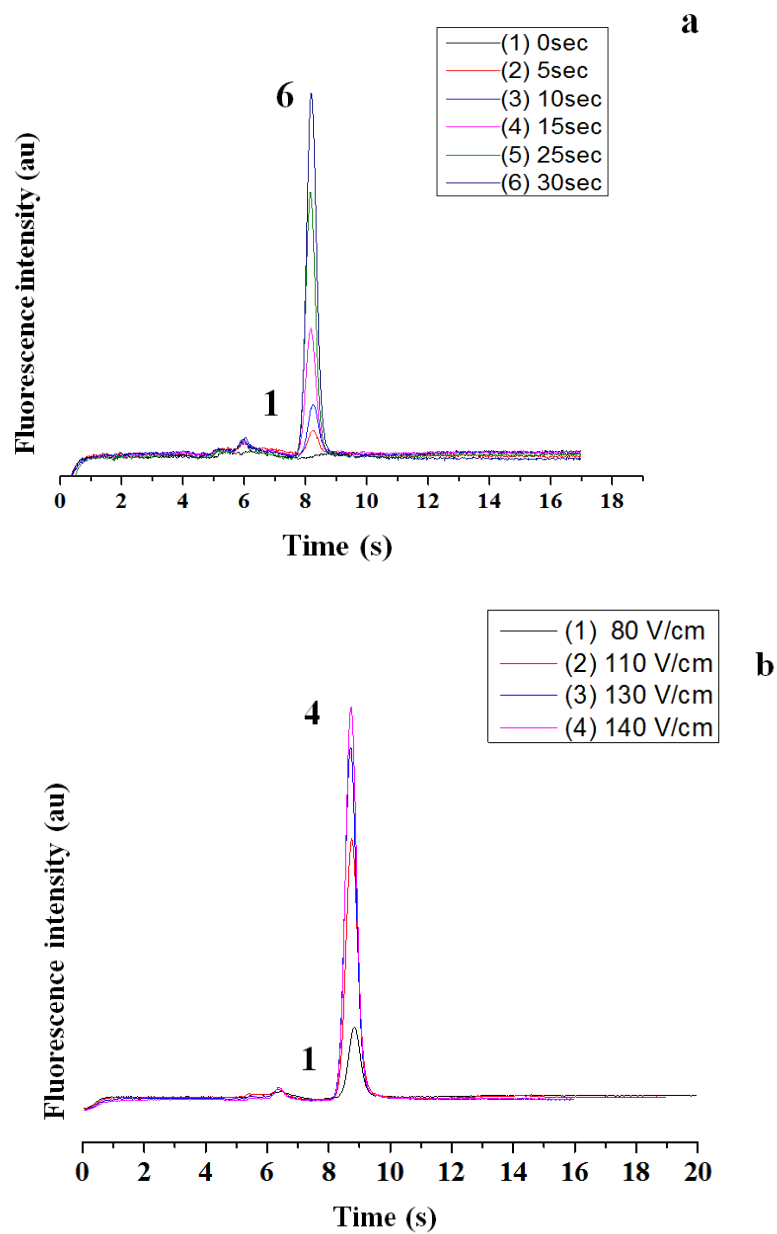 a
(1) 0sec
(2) 5sec
(3) 10sec
(4) 15sec
(5) 25sec
(6) 30sec
6
1
Fluorescence intensity (au)
0 2 4 6 8 10 12 14 16 18
Time (s)
b
(1) 80 V/cm
(2) 110 V/cm
(3) 130 V/cm
(4) 140 V/cm
4
1
Fluorescence intensity (au)
0 2 4 6 8 10 12 14 16 18 20
Time (s)